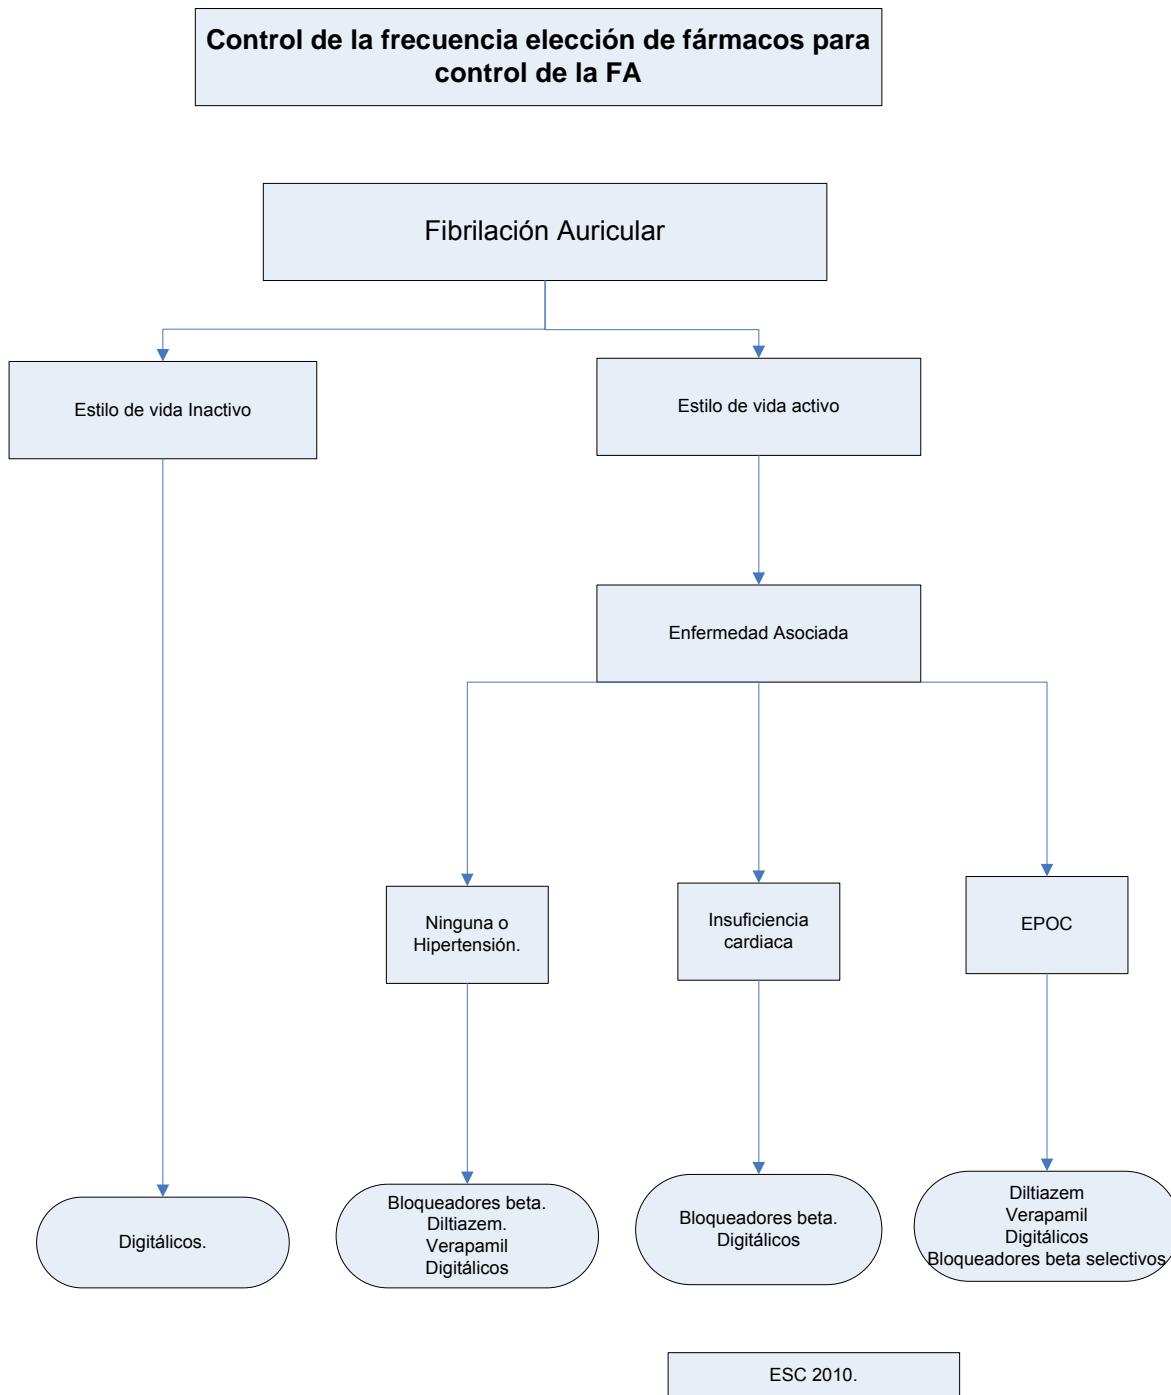 Control de la frecuencia elección de fármacos para
control de la FA
Fibrilación Auricular
Estilo de vida Inactivo
Estilo de vida activo
Enfermedad Asociada
Ninguna o
Hipertensión.
Insuficiencia
cardiaca
EPOC
Digitálicos.
Bloqueadores beta.
Diltiazem.
Verapamil
Digitálicos
Bloqueadores beta.
Digitálicos
Diltiazem
Verapamil
Digitálicos
Bloqueadores beta selectivos
ESC 2010.